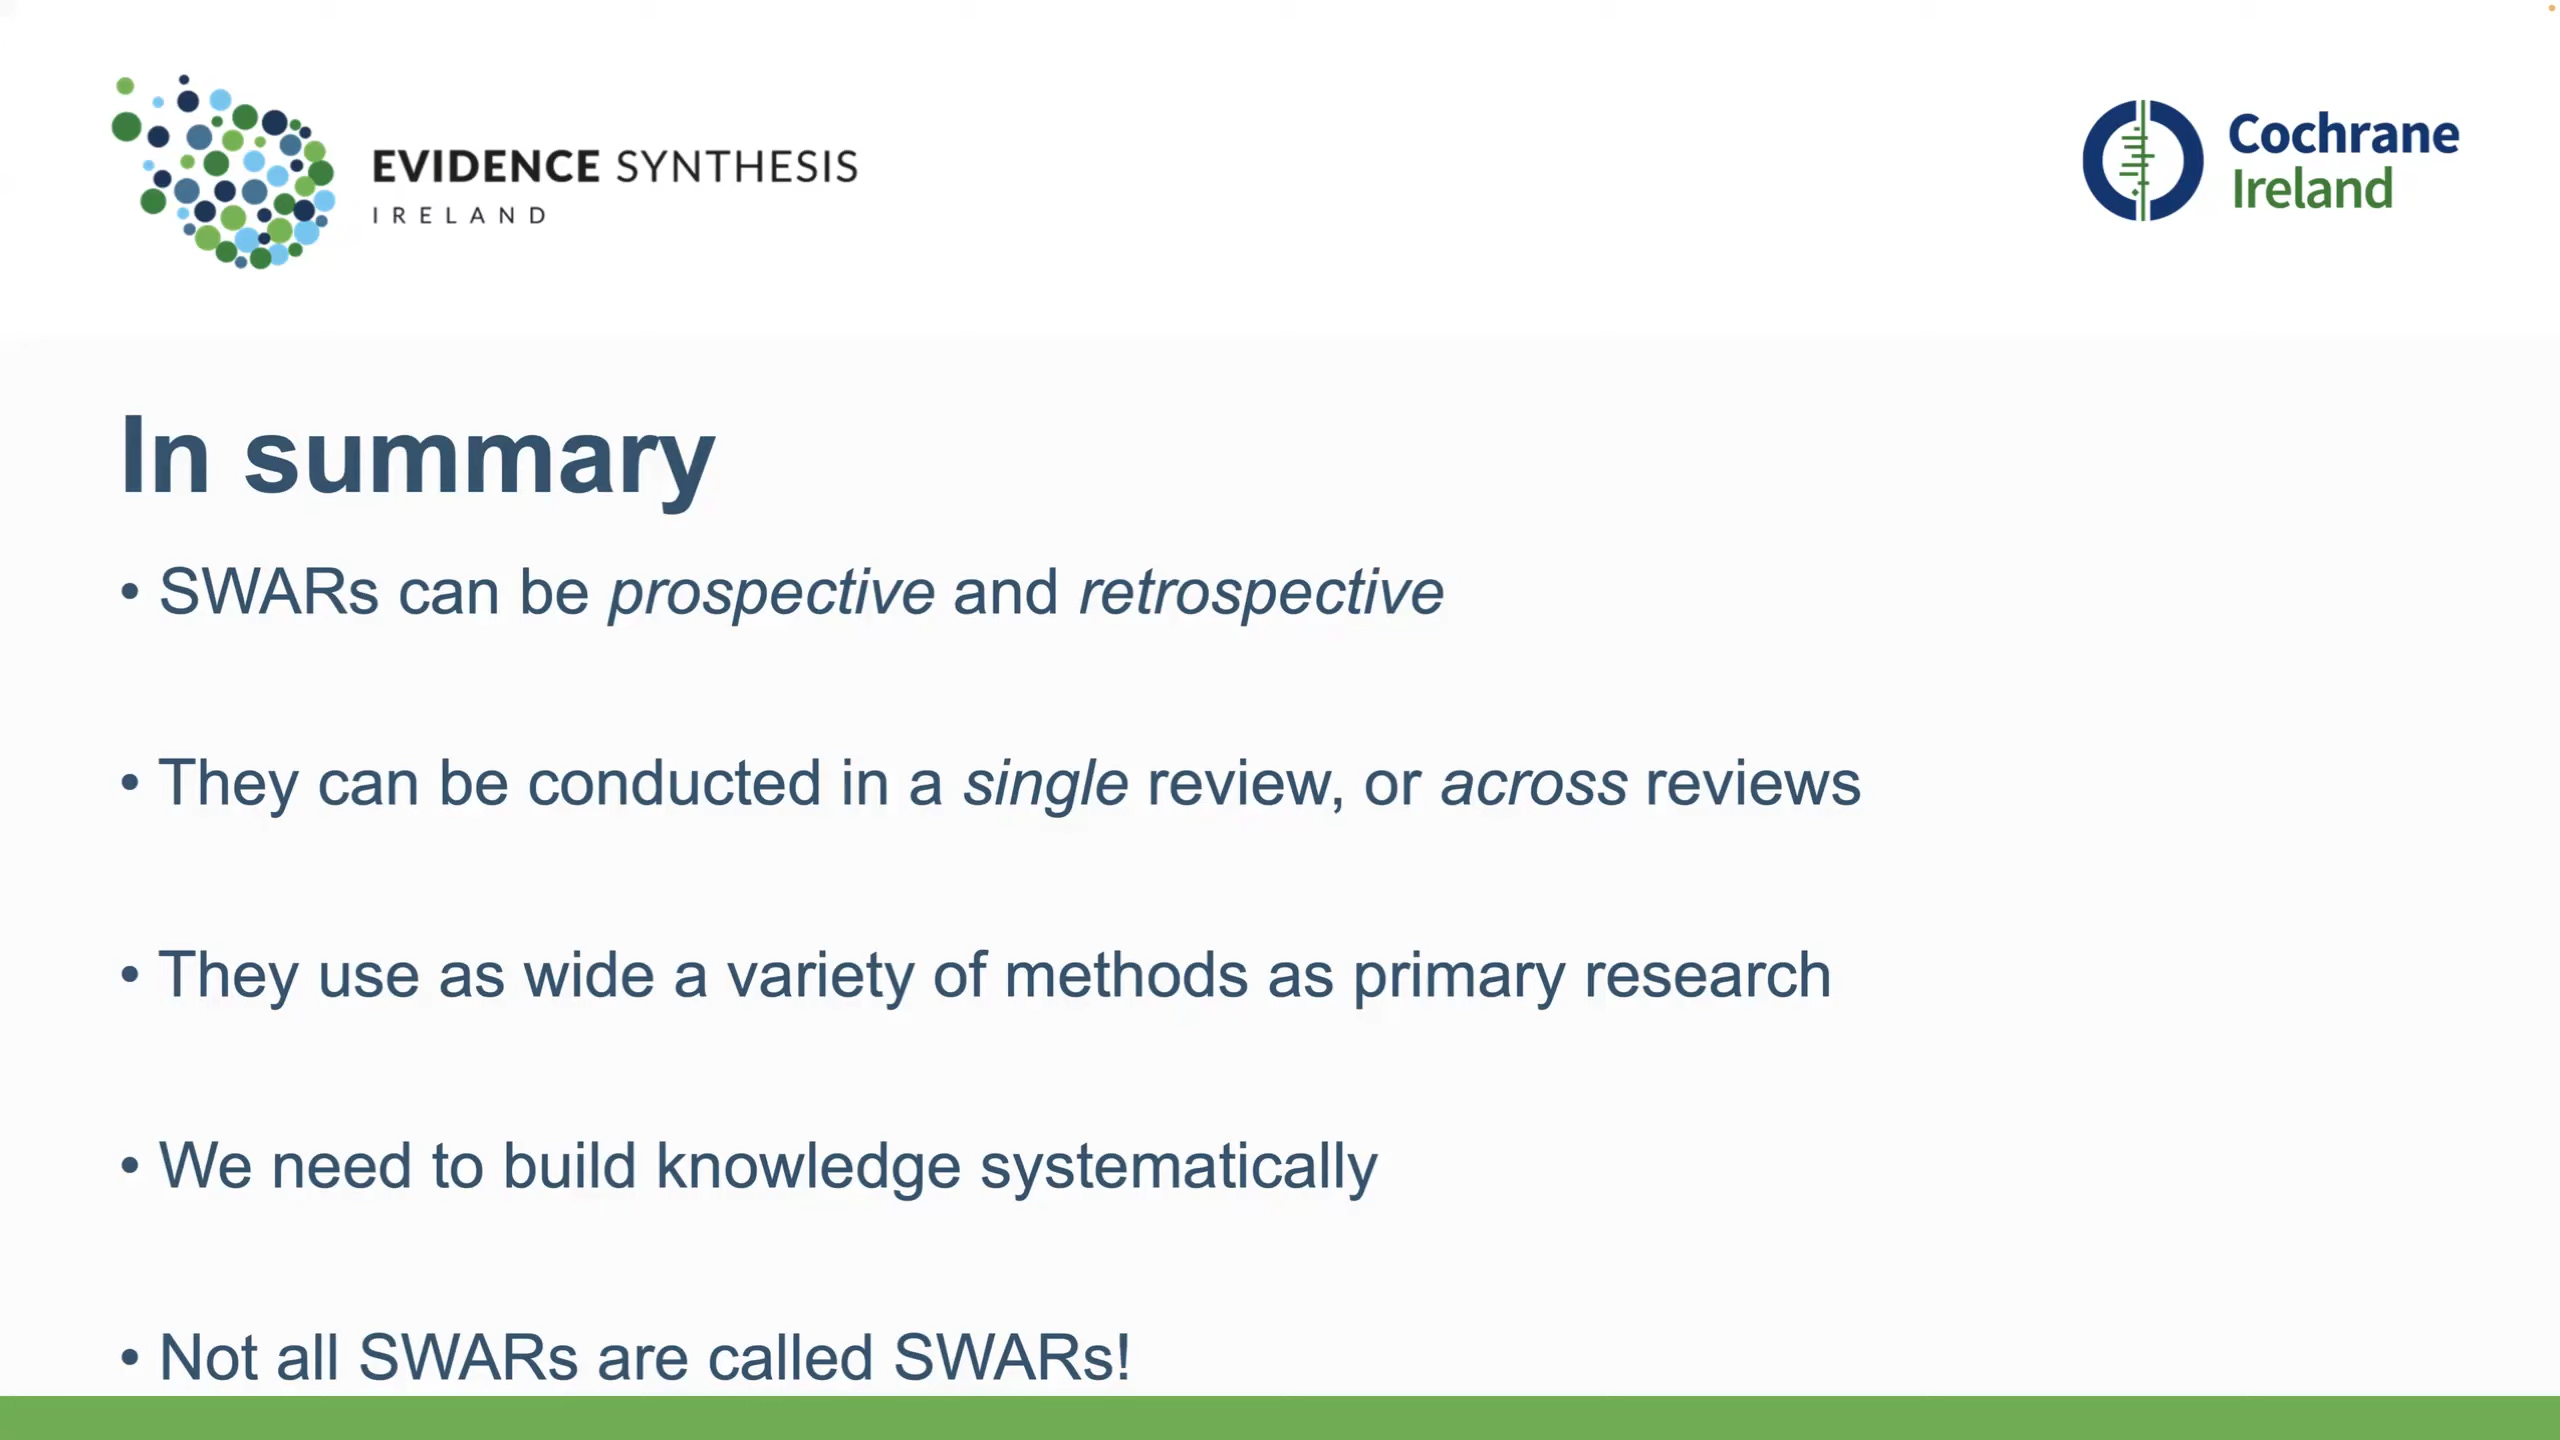 EVIDENCE SYNTHESIS
IRELAND
Cochrane
Ireland
In summary
• SWARs can be prospective and retrospective
• They can be conducted in a single review, or across reviews
• They use as wide a variety of methods as primary research
• We need to build knowledge systematically
• Not all SWARs are called SWARs!